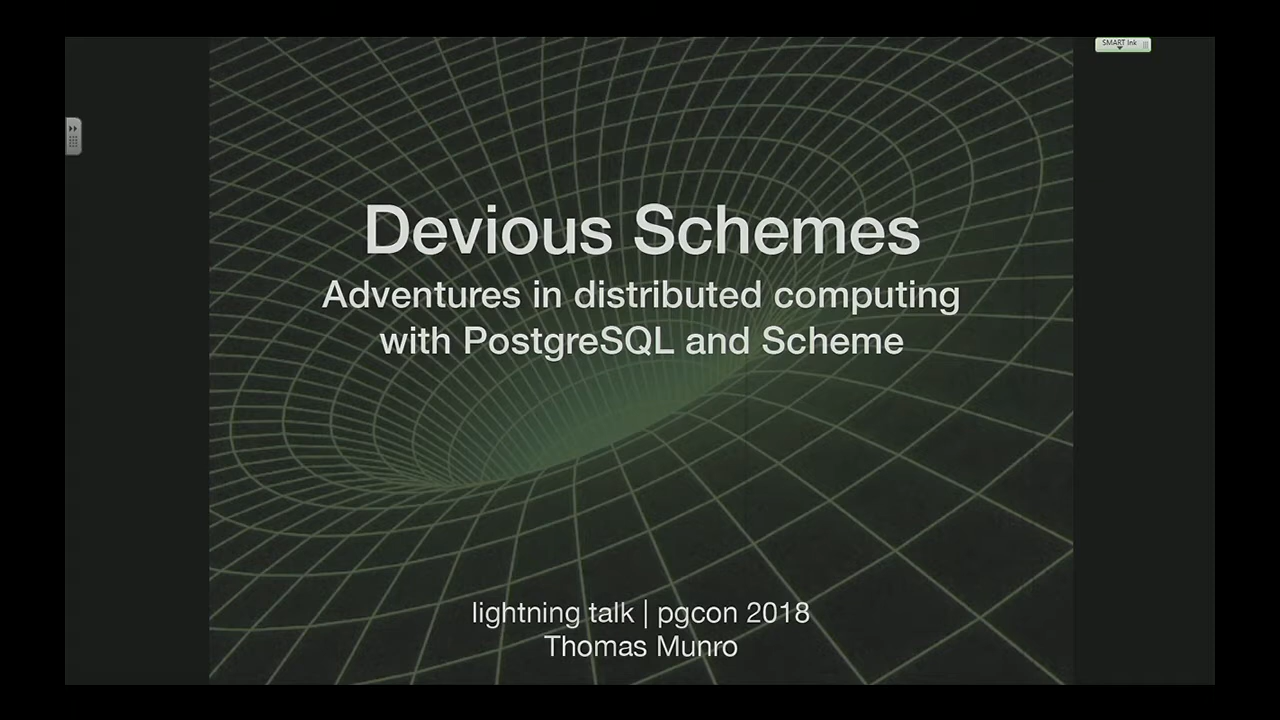 SMART Ink
Devious Schemes
Adventures in distributed computing
with PostgreSQL and Scheme
lightning talk | pgcon 2018
Thomas Munro